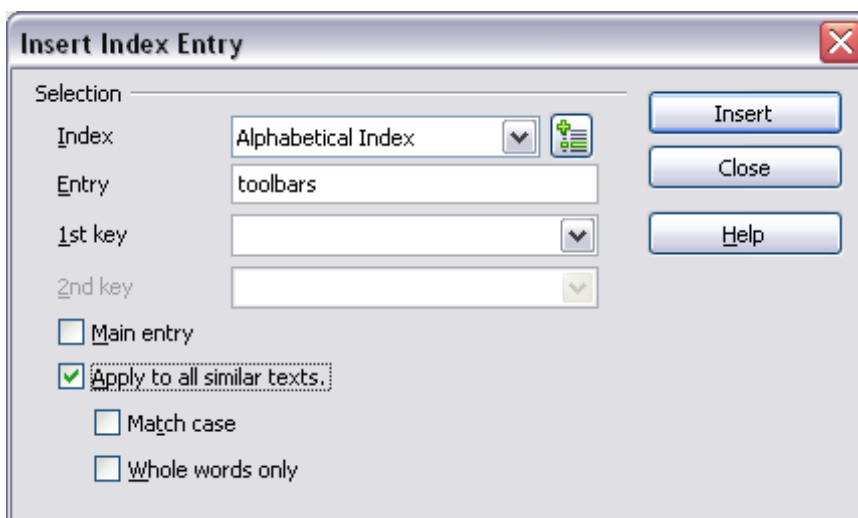 Insert Index Entry
Selection
Index
Alphabetical Index
Entry
toolbars
1st key
2nd key
Main entry
Apply to all similar texts.
Match case
Whole words only
Insert
Close
Help